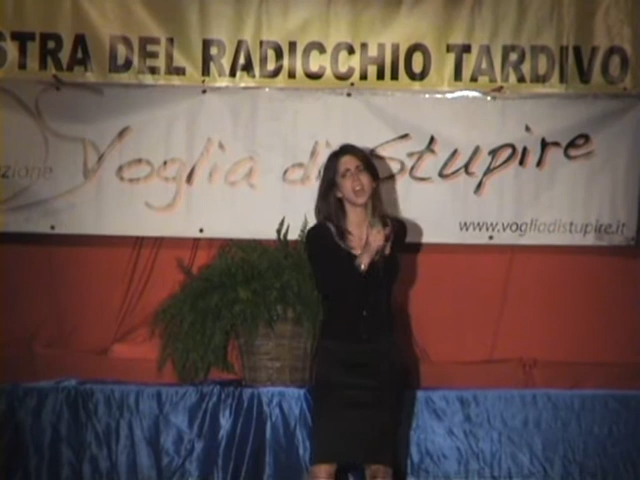 STRA DEL RADICCHIO TARDIVO
Voglia di Stupire
zione
www.vogliadistupire.it